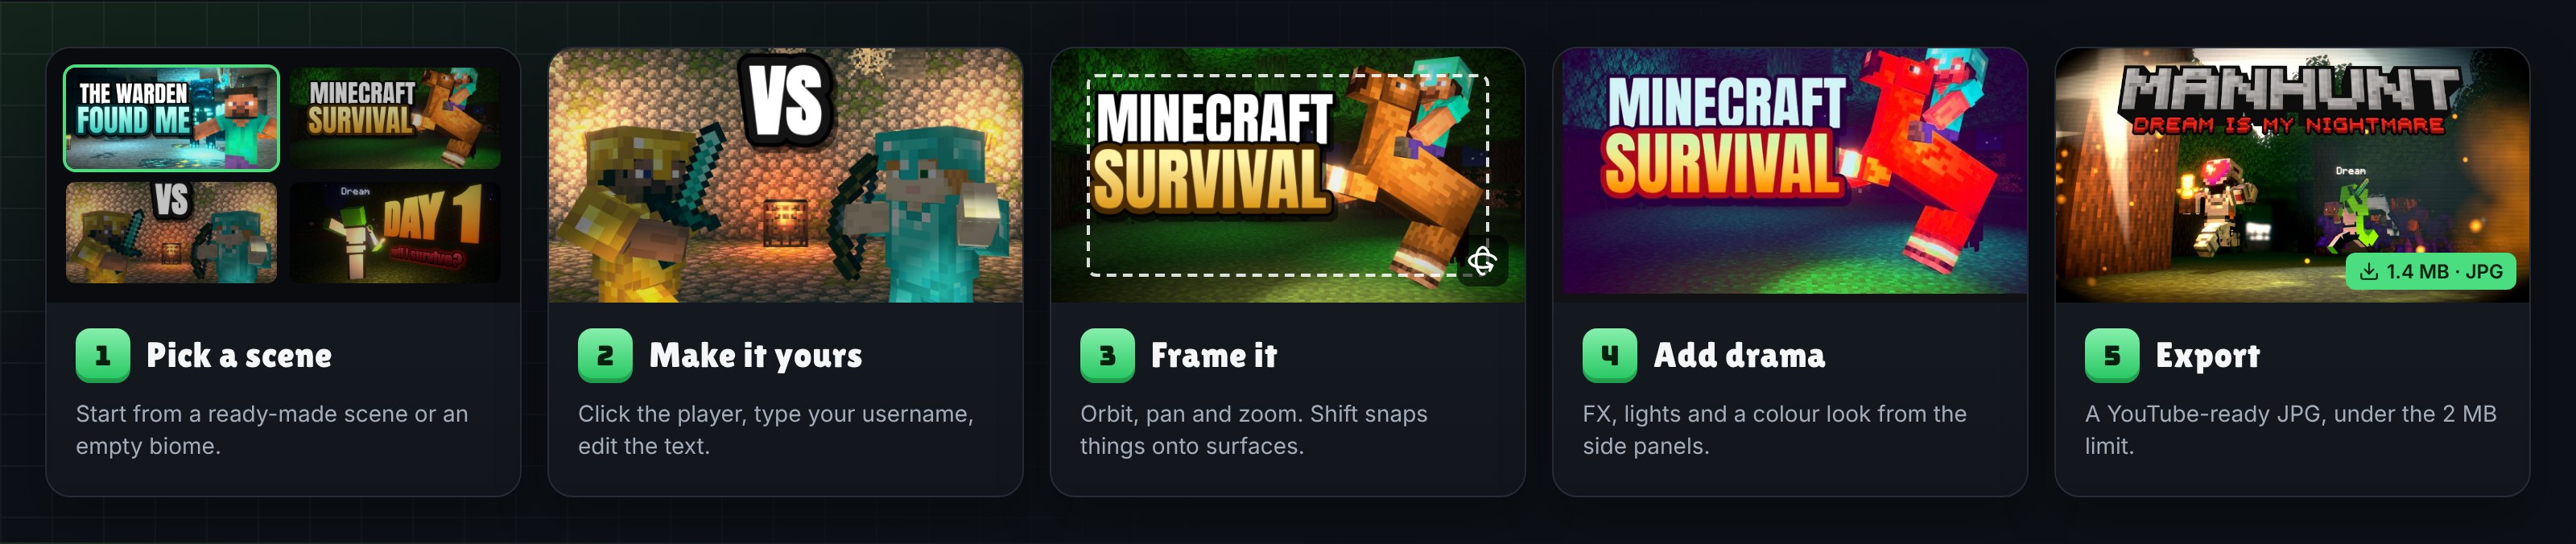 THE WARDEN
FOUND ME
MINECRAFT
SURVIVAL
VS
Dream
DAY 1
will I survive?
1
Pick a scene
Start from a ready-made scene or an
empty biome.
VS
2
Make it yours
Click the player, type your username,
edit the text.
MINECRAFT
SURVIVAL
3
Frame it
Orbit, pan and zoom. Shift snaps
things onto surfaces.
MINECRAFT
SURVIVAL
4
Add drama
FX, lights and a colour look from the
side panels.
MANHUNT
DREAM IS MY NIGHTMARE
Dream
1.4 MB · JPG
5
Export
A YouTube-ready JPG, under the 2 MB
limit.